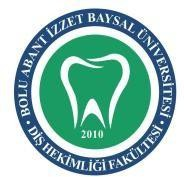 BOLU ABANT İZZET BAYSAL ÜNİVERSİTESİ
2010
• DİŞ HEKİMLİĞİ FAKÜLTESİ •